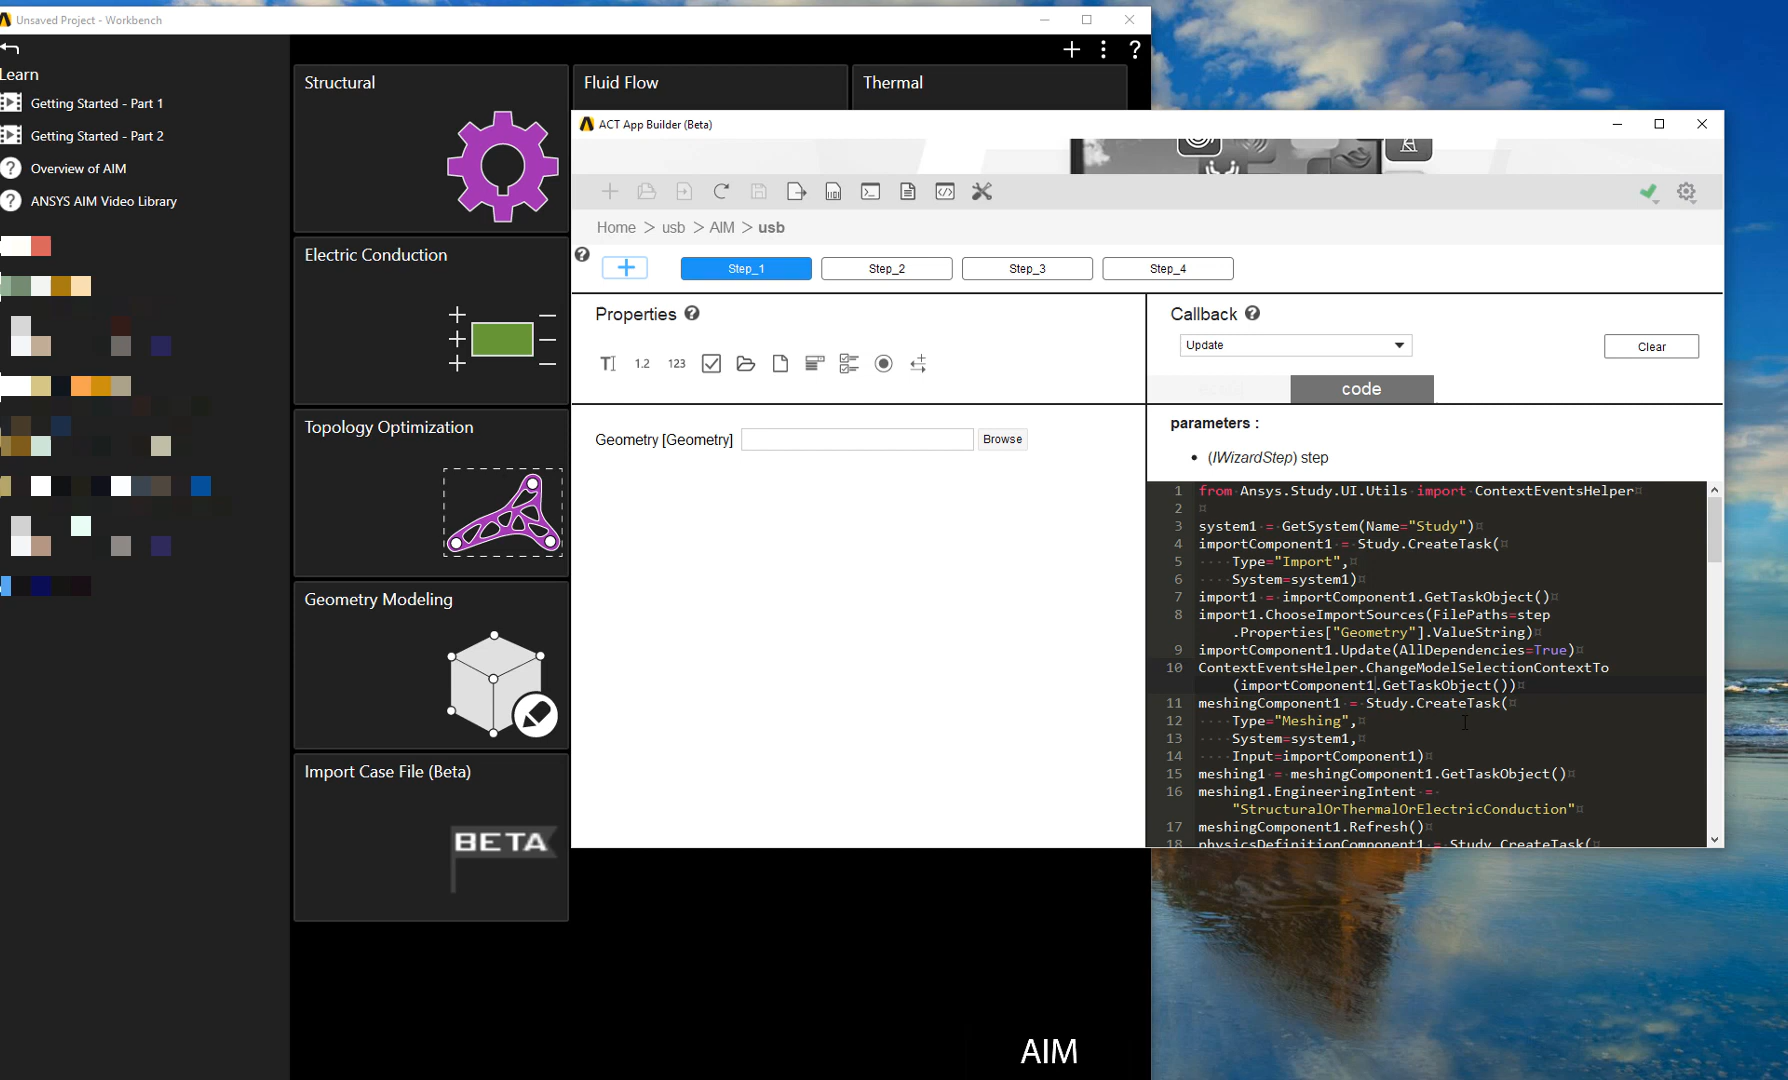 Unsaved Project - Workbench
Learn
Getting Started - Part 1
Getting Started - Part 2
Overview of AIM
ANSYS AIM Video Library
Structural
Fluid Flow
Thermal
Electric Conduction
Topology Optimization
Geometry Modeling
Import Case File (Beta)
BETA
AIM
ACT App Builder (Beta)
Home > usb > AIM > usb
Step_1
Step_2
Step_3
Step_4
Properties
1.2
123
Geometry [Geometry]
Browse
Callback
Update
Clear
code
parameters :
• (IWizardStep) step
1 from Ansys.Study.UI.Utils import ContextEventsHelper
2
3 system1 = GetSystem(Name="Study")
4 importComponent1 = Study.CreateTask(
5 Type="Import",
6 System=system1)
7 import1 = importComponent1.GetTaskObject()
8 import1.ChooseImportSources(FilePaths=step
.Properties["Geometry"].ValueString)
9 importComponent1.Update(AllDependencies=True)
10 ContextEventsHelper.ChangeModelSelectionContextTo
(importComponent1.GetTaskObject())
11 meshingComponent1 = Study.CreateTask(
12 Type="Meshing",
13 System=system1,
14 Input=importComponent1)
15 meshing1 = meshingComponent1.GetTaskObject()
16 meshing1.EngineeringIntent =
"StructuralOrThermalOrElectricConduction"
17 meshingComponent1.Refresh()
18 physicsDefinitionComponent1 = Study.CreateTask(